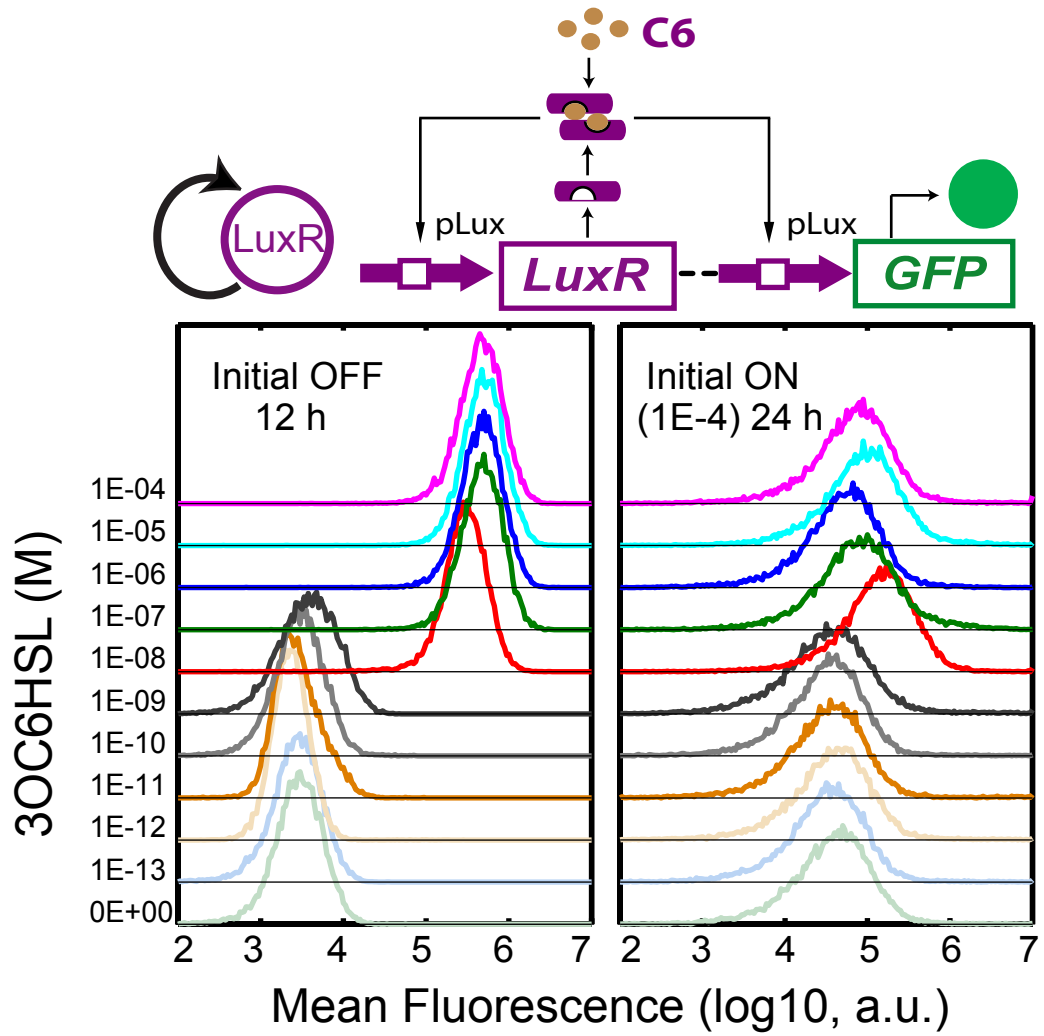 C6
pLux
pLux
LuxR
LuxR
GFP
Initial OFF
12 h
Initial ON
(1E-4) 24 h
3OC6HSL (M)
1E-04
1E-05
1E-06
1E-07
1E-08
1E-09
1E-10
1E-11
1E-12
1E-13
0E+00
2 3 4 5 6 7
2 3 4 5 6 7
Mean Fluorescence (log10, a.u.)